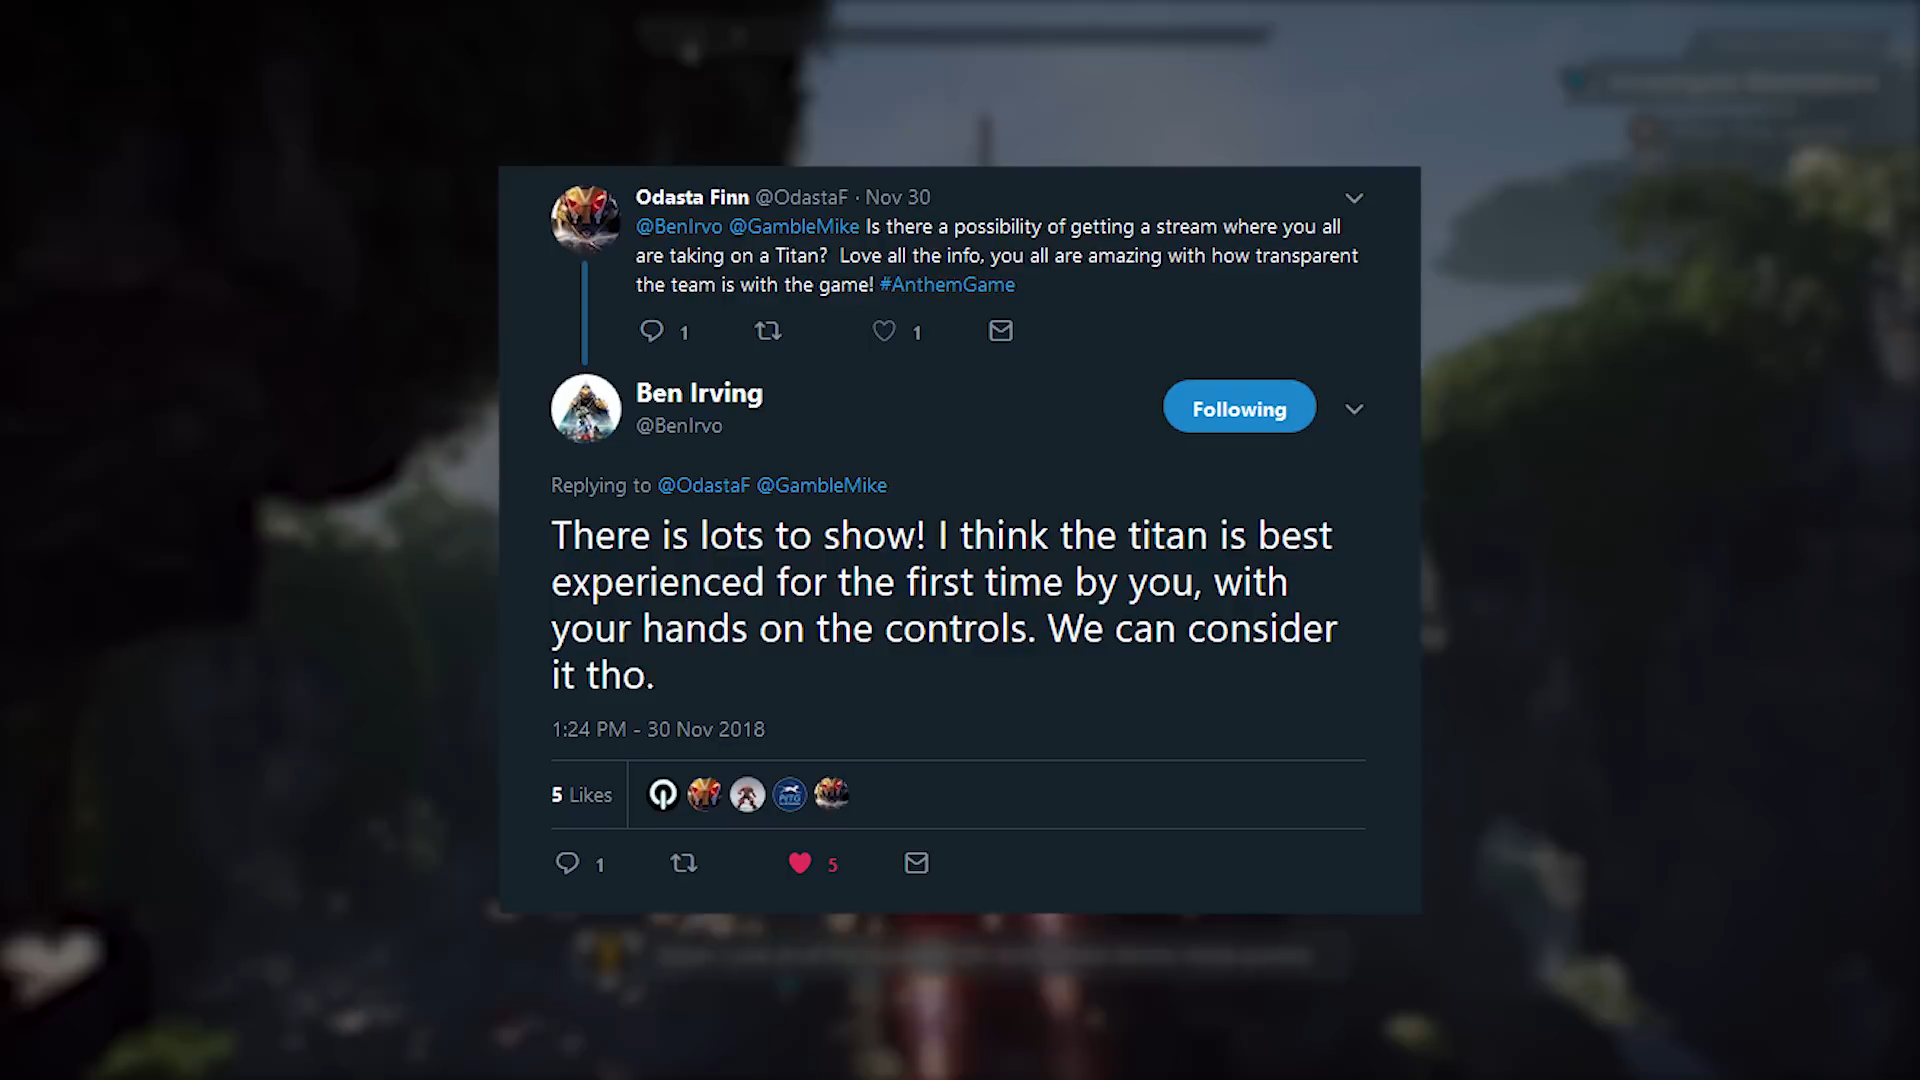 Odasta Finn @OdastaF · Nov 30
@BenIrvo @GambleMike Is there a possibility of getting a stream where you all
are taking on a Titan?  Love all the info, you all are amazing with how transparent
the team is with the game! #AnthemGame
1 1
Ben Irving
@BenIrvo
Following
Replying to @OdastaF @GambleMike
There is lots to show! I think the titan is best
experienced for the first time by you, with
your hands on the controls. We can consider
it tho.
1:24 PM - 30 Nov 2018
5 Likes
1 5